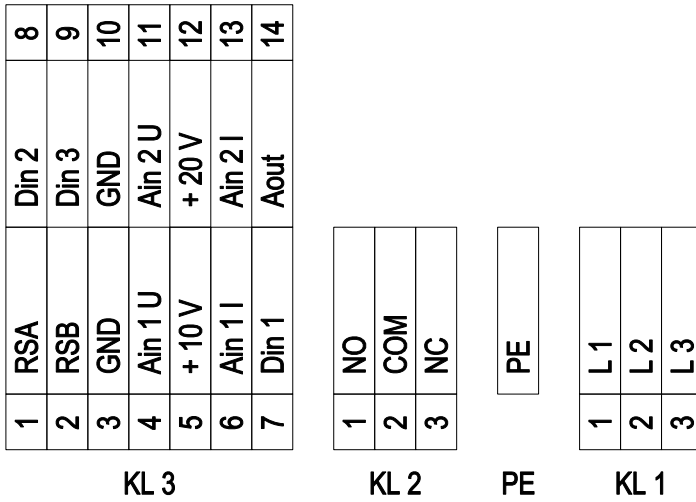 8 9 10 11 12 13 14
Din 2 Din 3 GND Ain 2 U + 20 V Ain 2 I Aout
RSA RSB GND Ain 1 U + 10 V Ain 1 I Din 1
1 2 3 4 5 6 7
KL 3
NO COM NC
1 2 3
KL 2
PE
PE
L 1 L 2 L 3
1 2 3
KL 1